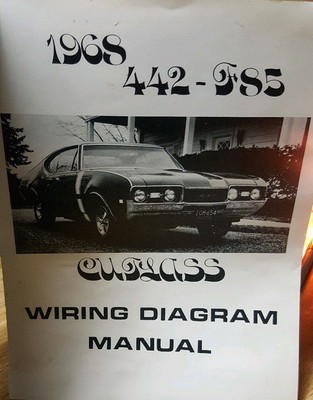 1968
442-F85
CUTLASS
WIRING DIAGRAM
MANUAL